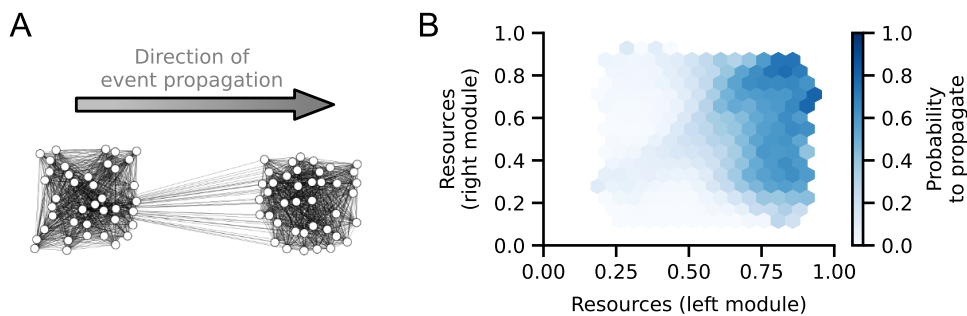 A
Direction of
event propagation
B
1.0
0.8
0.6
0.4
0.2
0.0
Resources
(right module)
0.00
0.25
0.50
0.75
1.00
Resources (left module)
1.0
0.8
0.6
0.4
0.2
0.0
Probability
to propagate